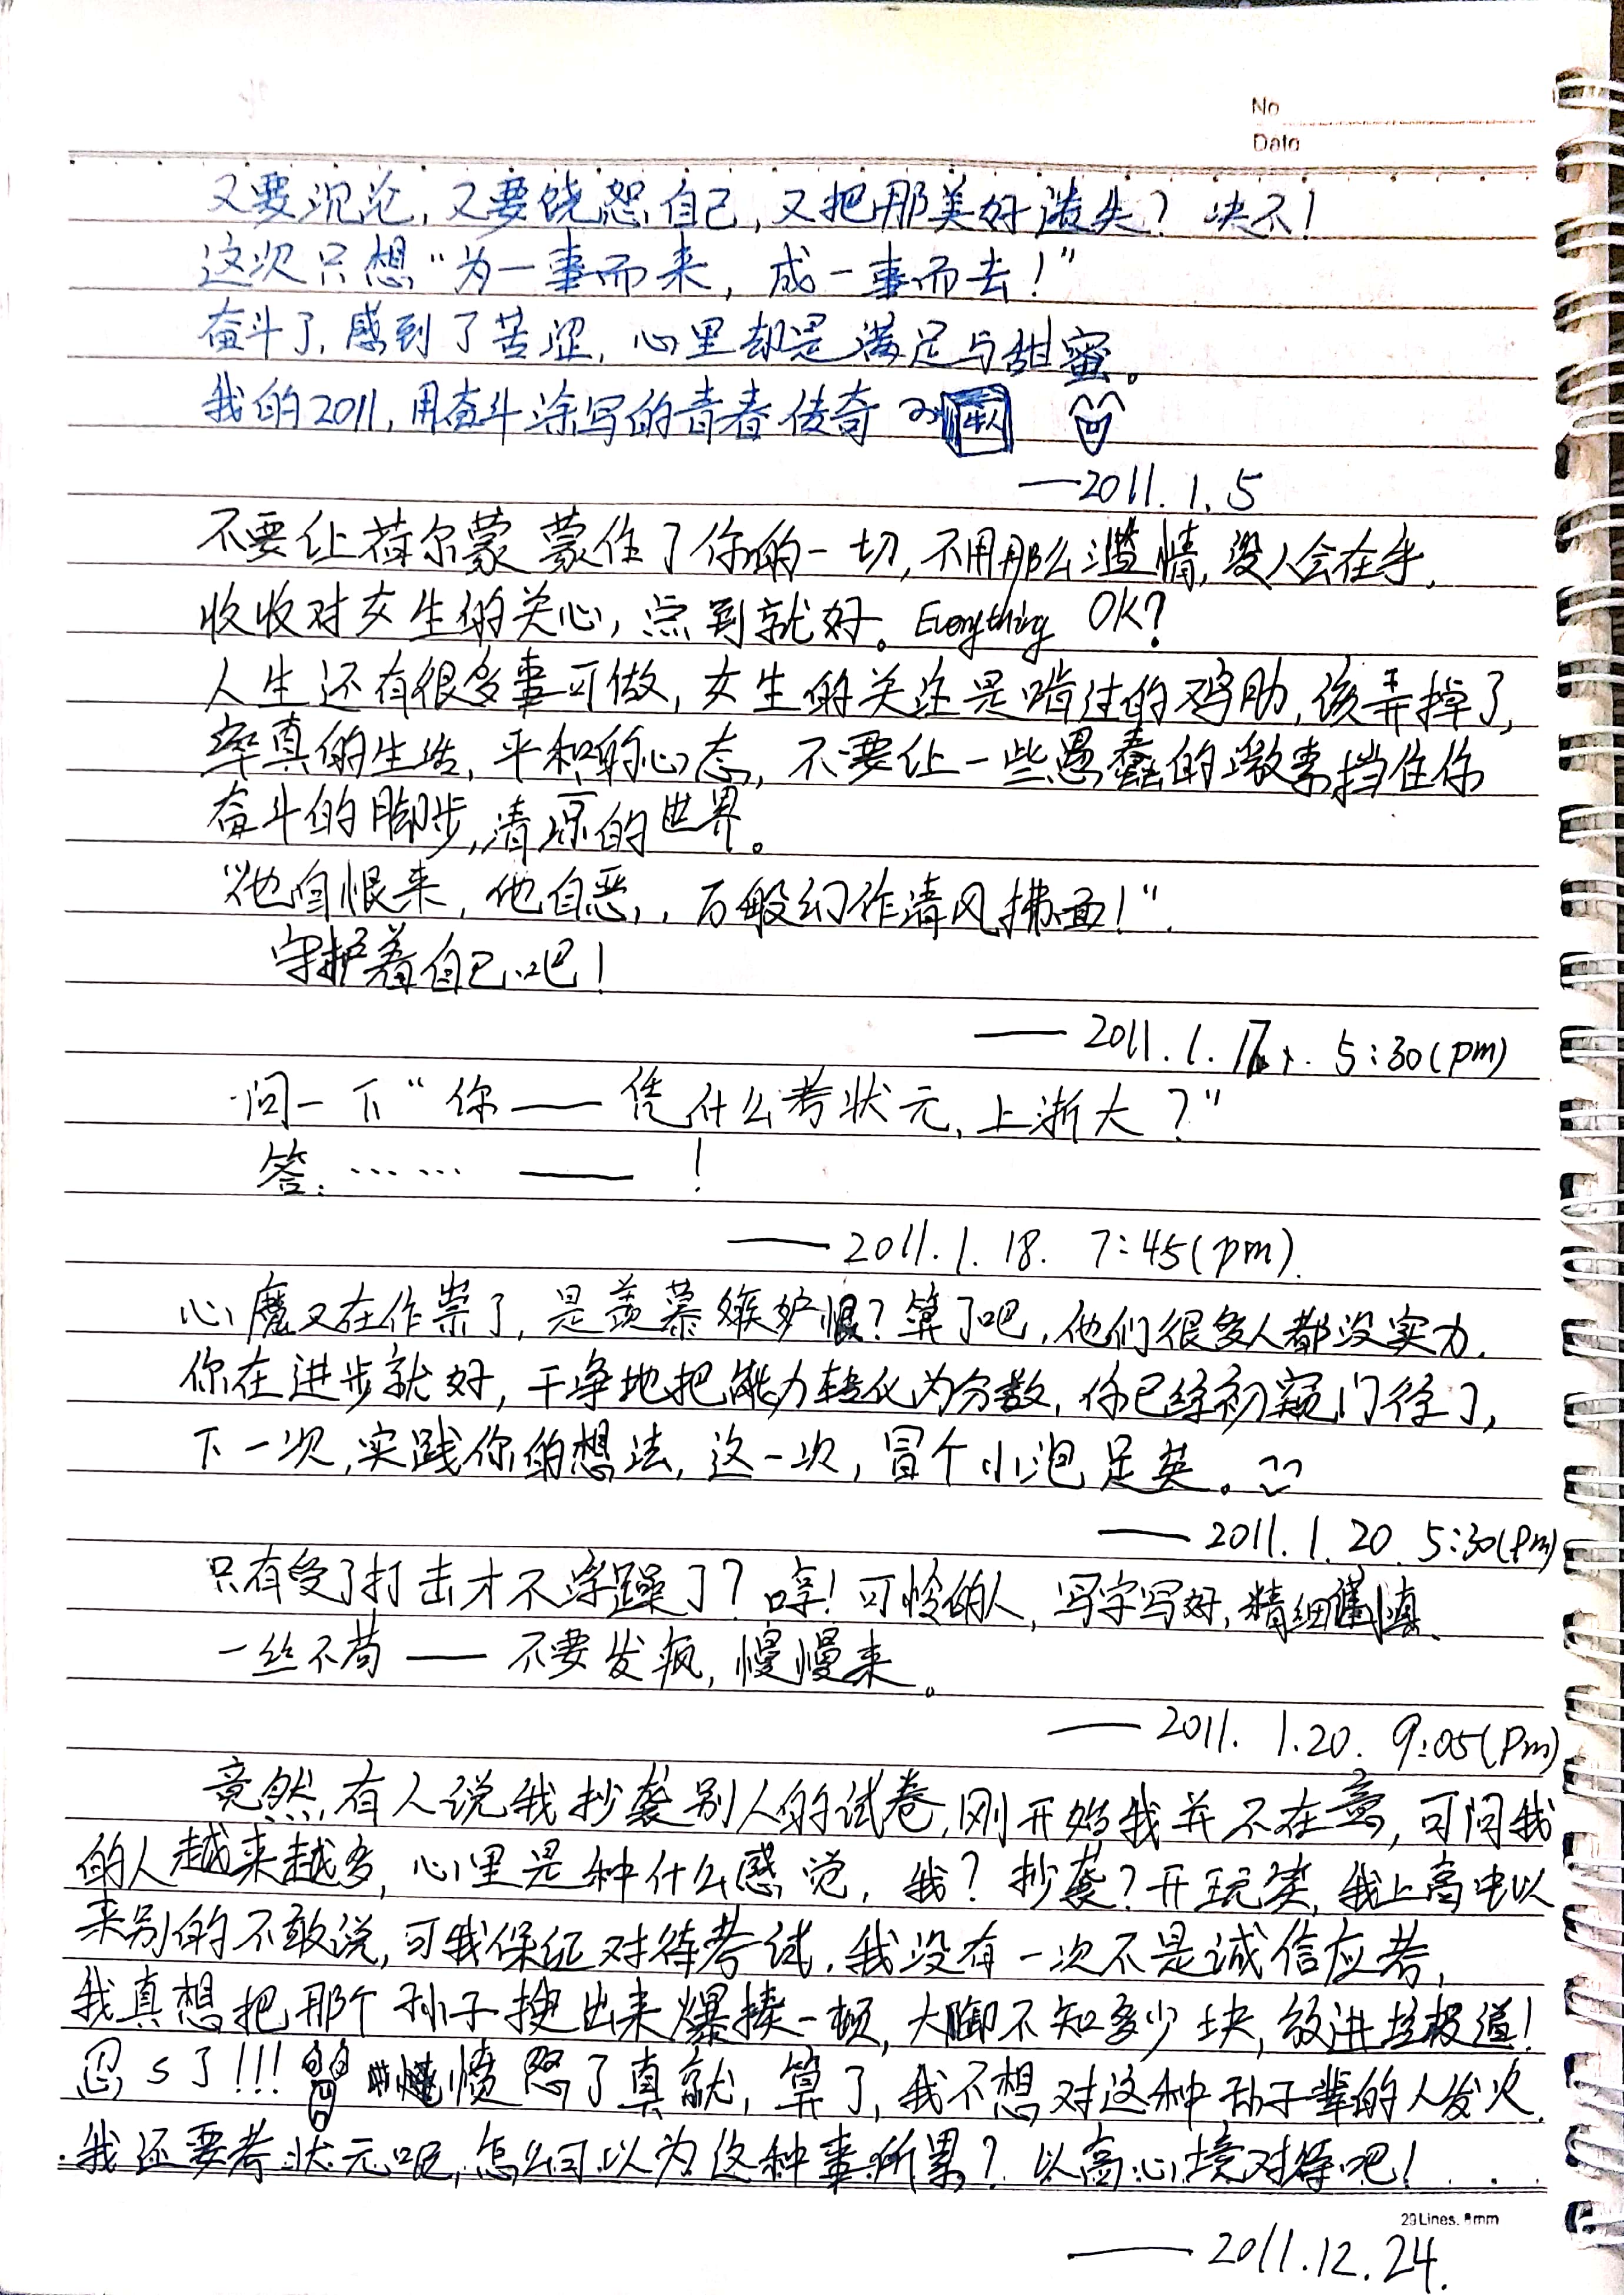 No
Date
又要沉沦，又要饶恕自己，又把那美好遗失？决不！
这次只想“为一事而来，成一事而去！”
奋斗了，感到了苦涩，心里却是满足与甜蜜。
我的2011，用奋斗涂写的青春传奇
——2011.1.5
不要让荷尔蒙蒙住了你的一切，不用那么滥情，没人会在乎.
收收对女生的关心，点到就好。Everything OK?
人生还有很多事可做，女生的关注是啃过的鸡肋，该弄掉了，
率真的生活，平和的心态，不要让一些愚蠢的激素挡住你
奋斗的脚步，清凉的世界。
“他自恨来，他自恶，，万般幻作清风拂面！”.
守护着自己吧！
——2011.1.17. 5:30(pm)
问一下“你——凭什么考状元，上浙大？”
答：…… —— ！
——2011.1.18. 7:45(pm).
心魔又在作祟了，是羡慕嫉妒恨？算了吧，他们很多人都没实力.
你在进步就好，干净地把能力转化为分数，你已经初窥门径了，
下一次，实践你的想法，这一次，冒个小泡足矣。
——2011.1.20. 5:30(Pm)
只有受了打击才不浮躁了？哼！可怜的人，写字写好，精细谨慎、
一丝不苟——不要发疯，慢慢来。
——2011. 1.20. 9:05(Pm)
竟然有人说我抄袭别人的试卷，刚开始我并不在意，可问我
的人越来越多，心里是种什么感觉，我？抄袭？开玩笑，我上高中以
来别的不敢说，可我保证对待考试，我没有一次不是诚信应考，
我真想把那个孙子搜出来爆揍一顿，大卸不知多少块，放进垃圾道！
忍s了!!! 愤怒了真就，算了，我不想对这种孙子辈的人发火.
我还要考状元呢，怎么可以为这种事所累？以高心境对待吧！
20 Lines. 8mm
——2011.12.24.